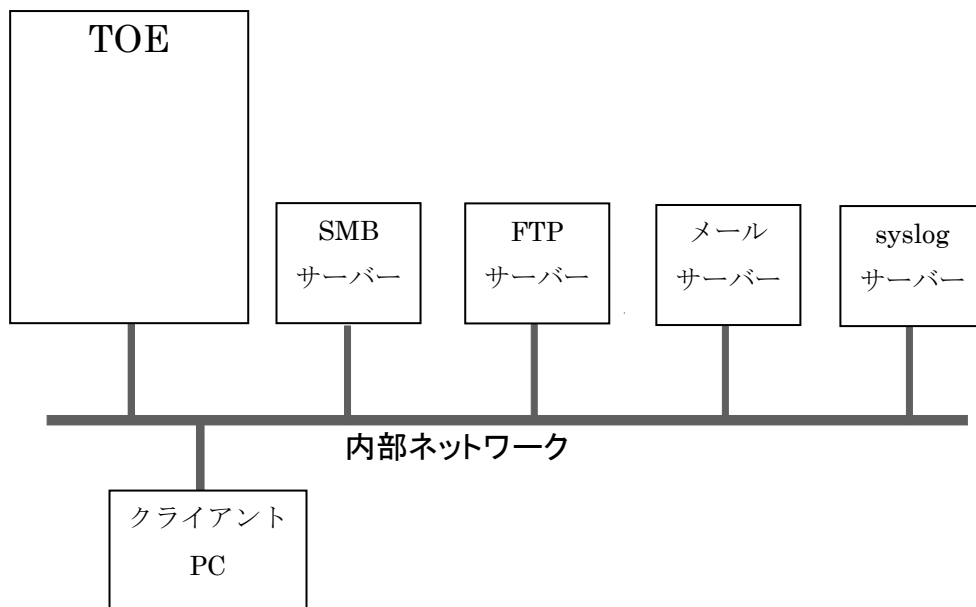 TOE
SMB
サーバー
FTP
サーバー
メール
サーバー
syslog
サーバー
内部ネットワーク
クライアント
PC